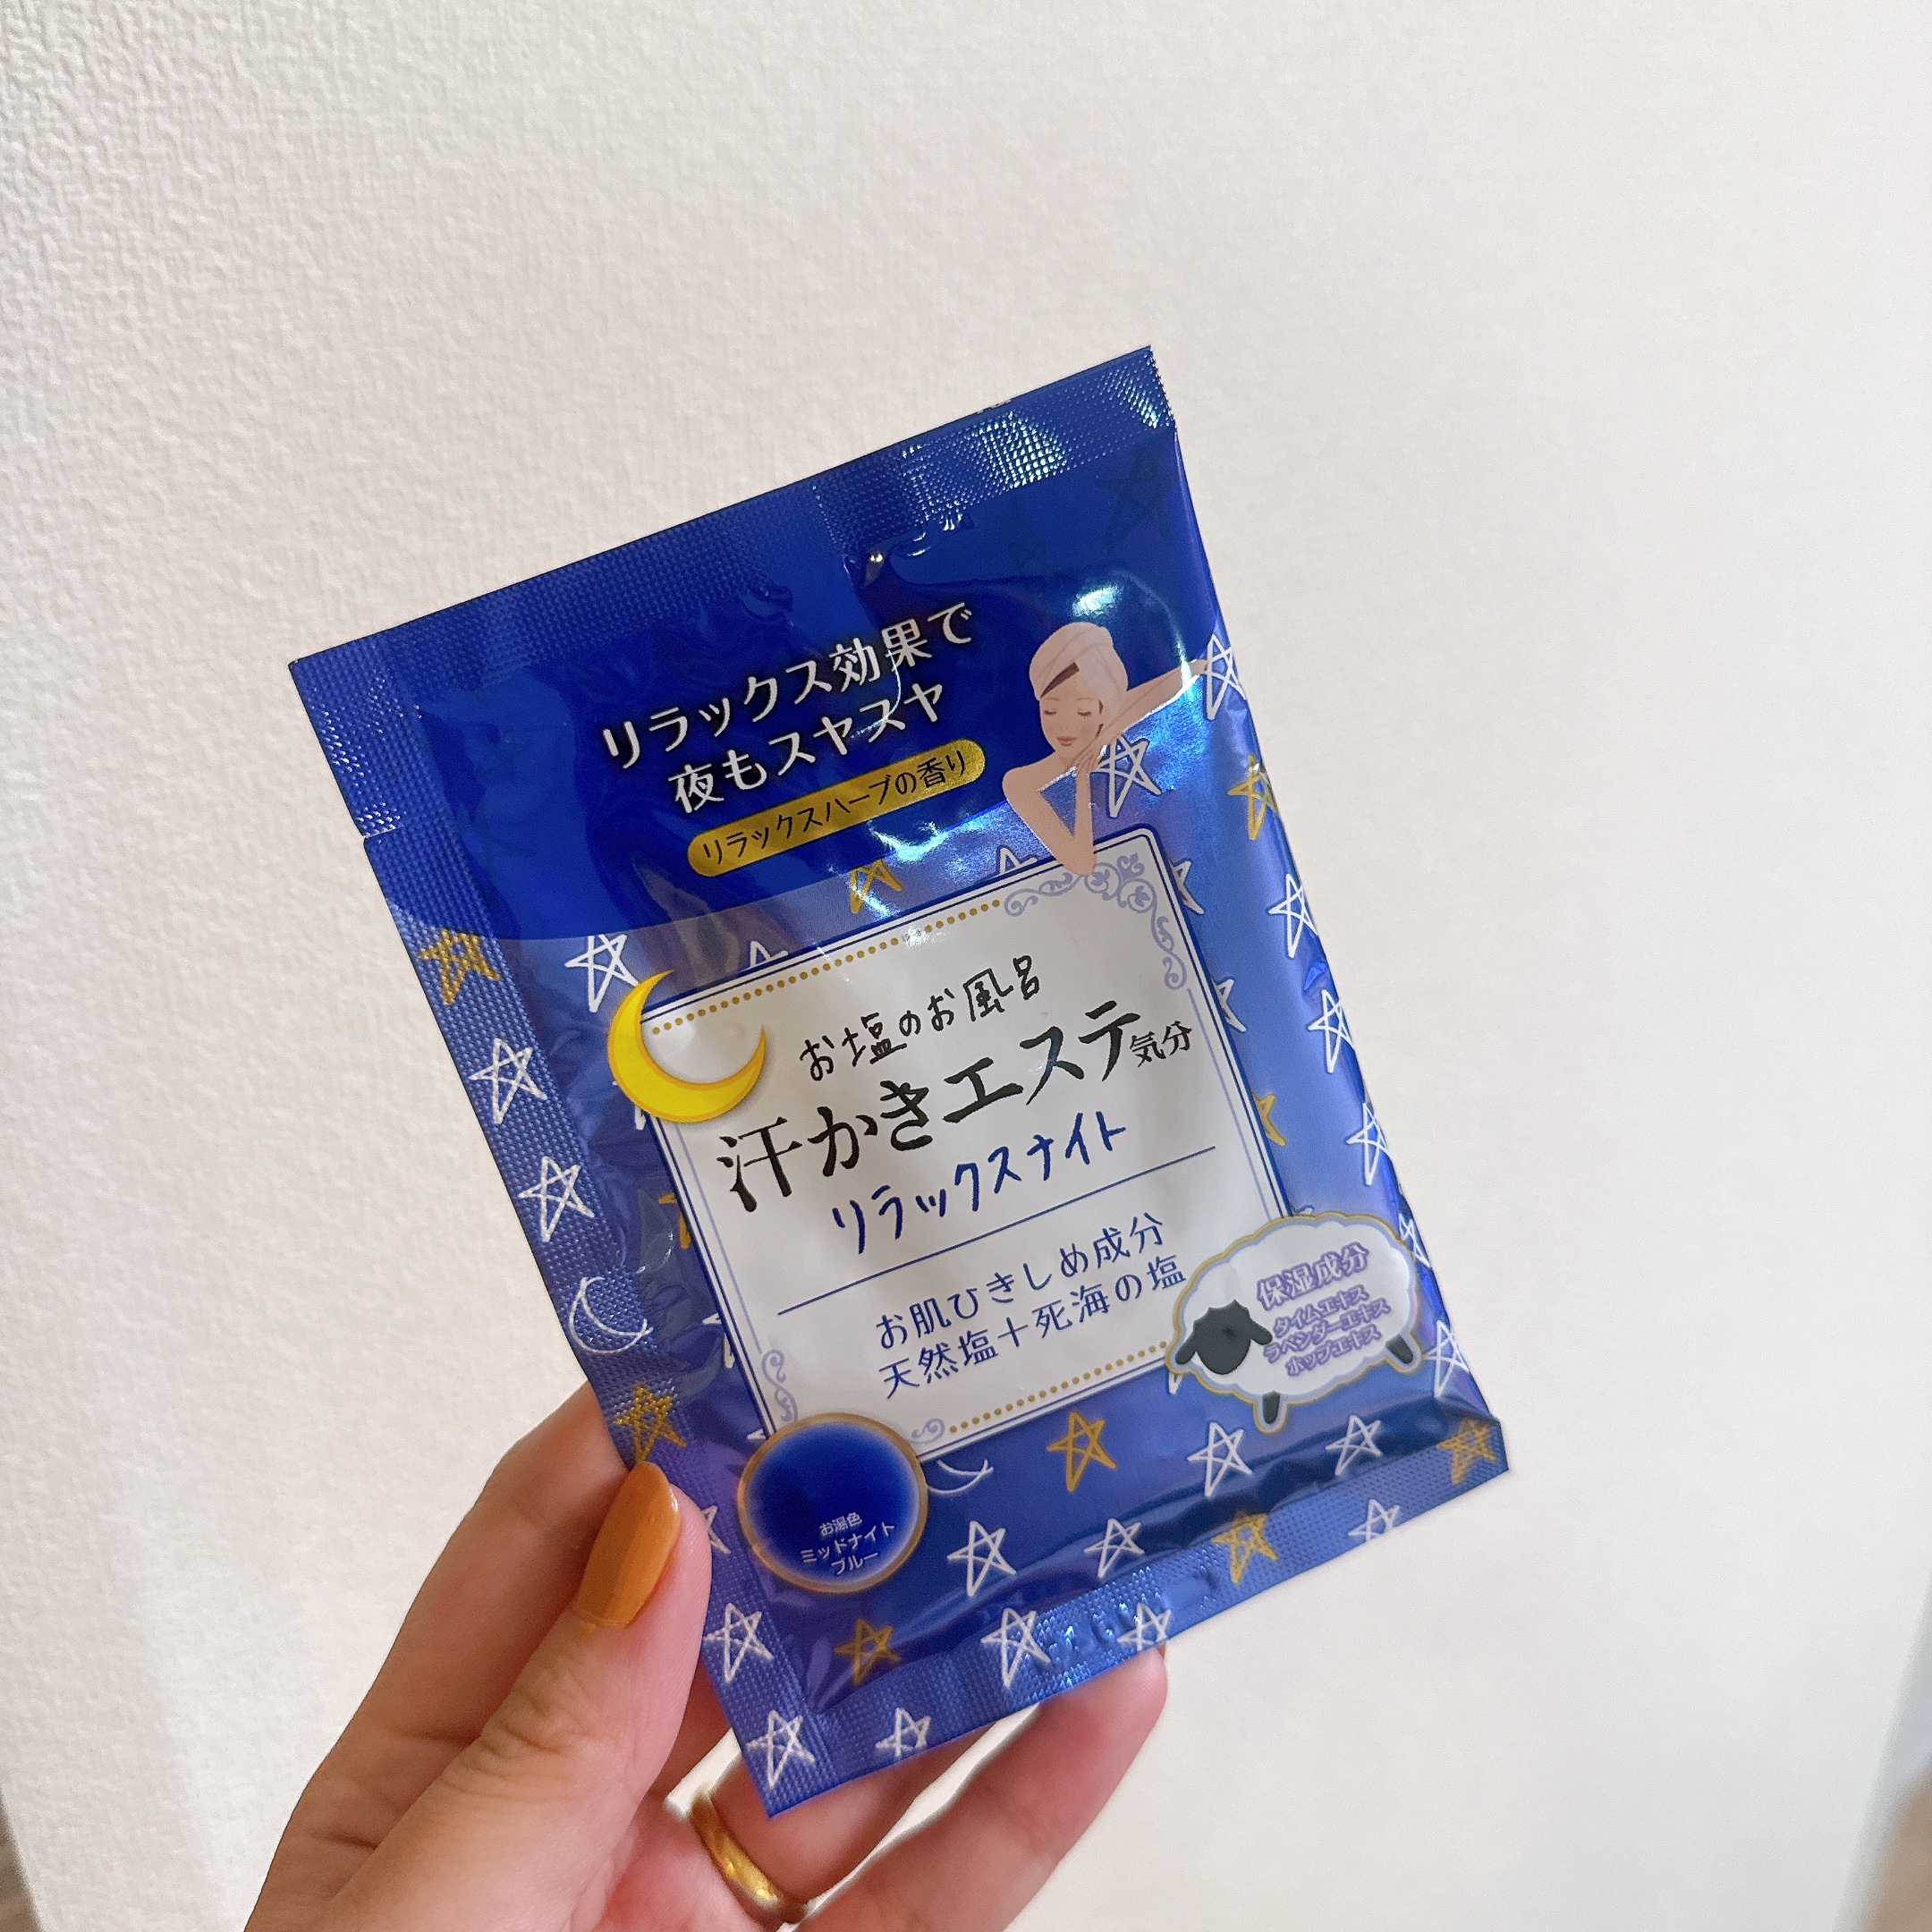 リラックス効果で
夜もスヤスヤ
リラックスハーブの香り
お塩のお風呂
汗かきエステ気分
リラックスナイト
お肌ひきしめ成分
天然塩+死海の塩
保湿成分
タイムエキス
ラベンダーエキス
ホップエキス
お湯色
ミッドナイト
ブルー